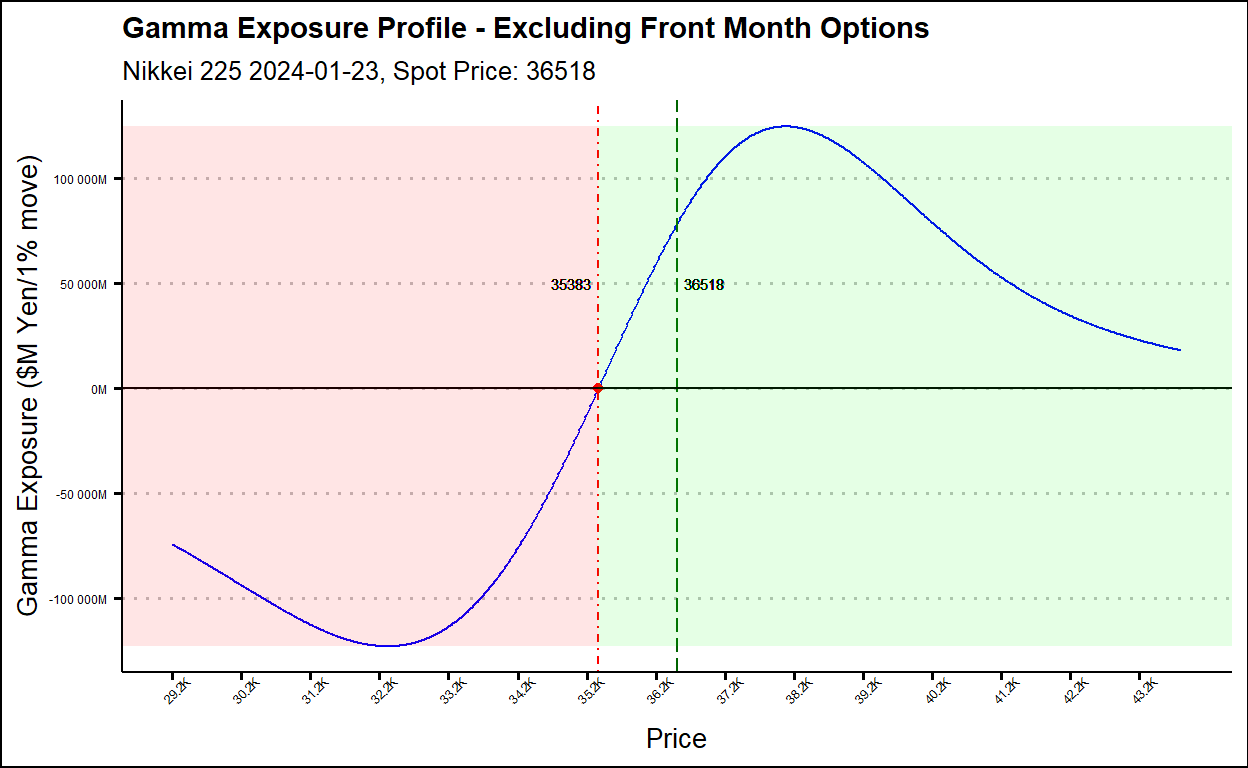 Gamma Exposure Profile - Excluding Front Month Options
Nikkei 225 2024-01-23, Spot Price: 36518
Gamma Exposure ($M Yen/1% move)
100 000M
50 000M
0M
-50 000M
-100 000M
35383
36518
29.2K
30.2K
31.2K
32.2K
33.2K
34.2K
35.2K
36.2K
37.2K
38.2K
39.2K
40.2K
41.2K
42.2K
43.2K
Price